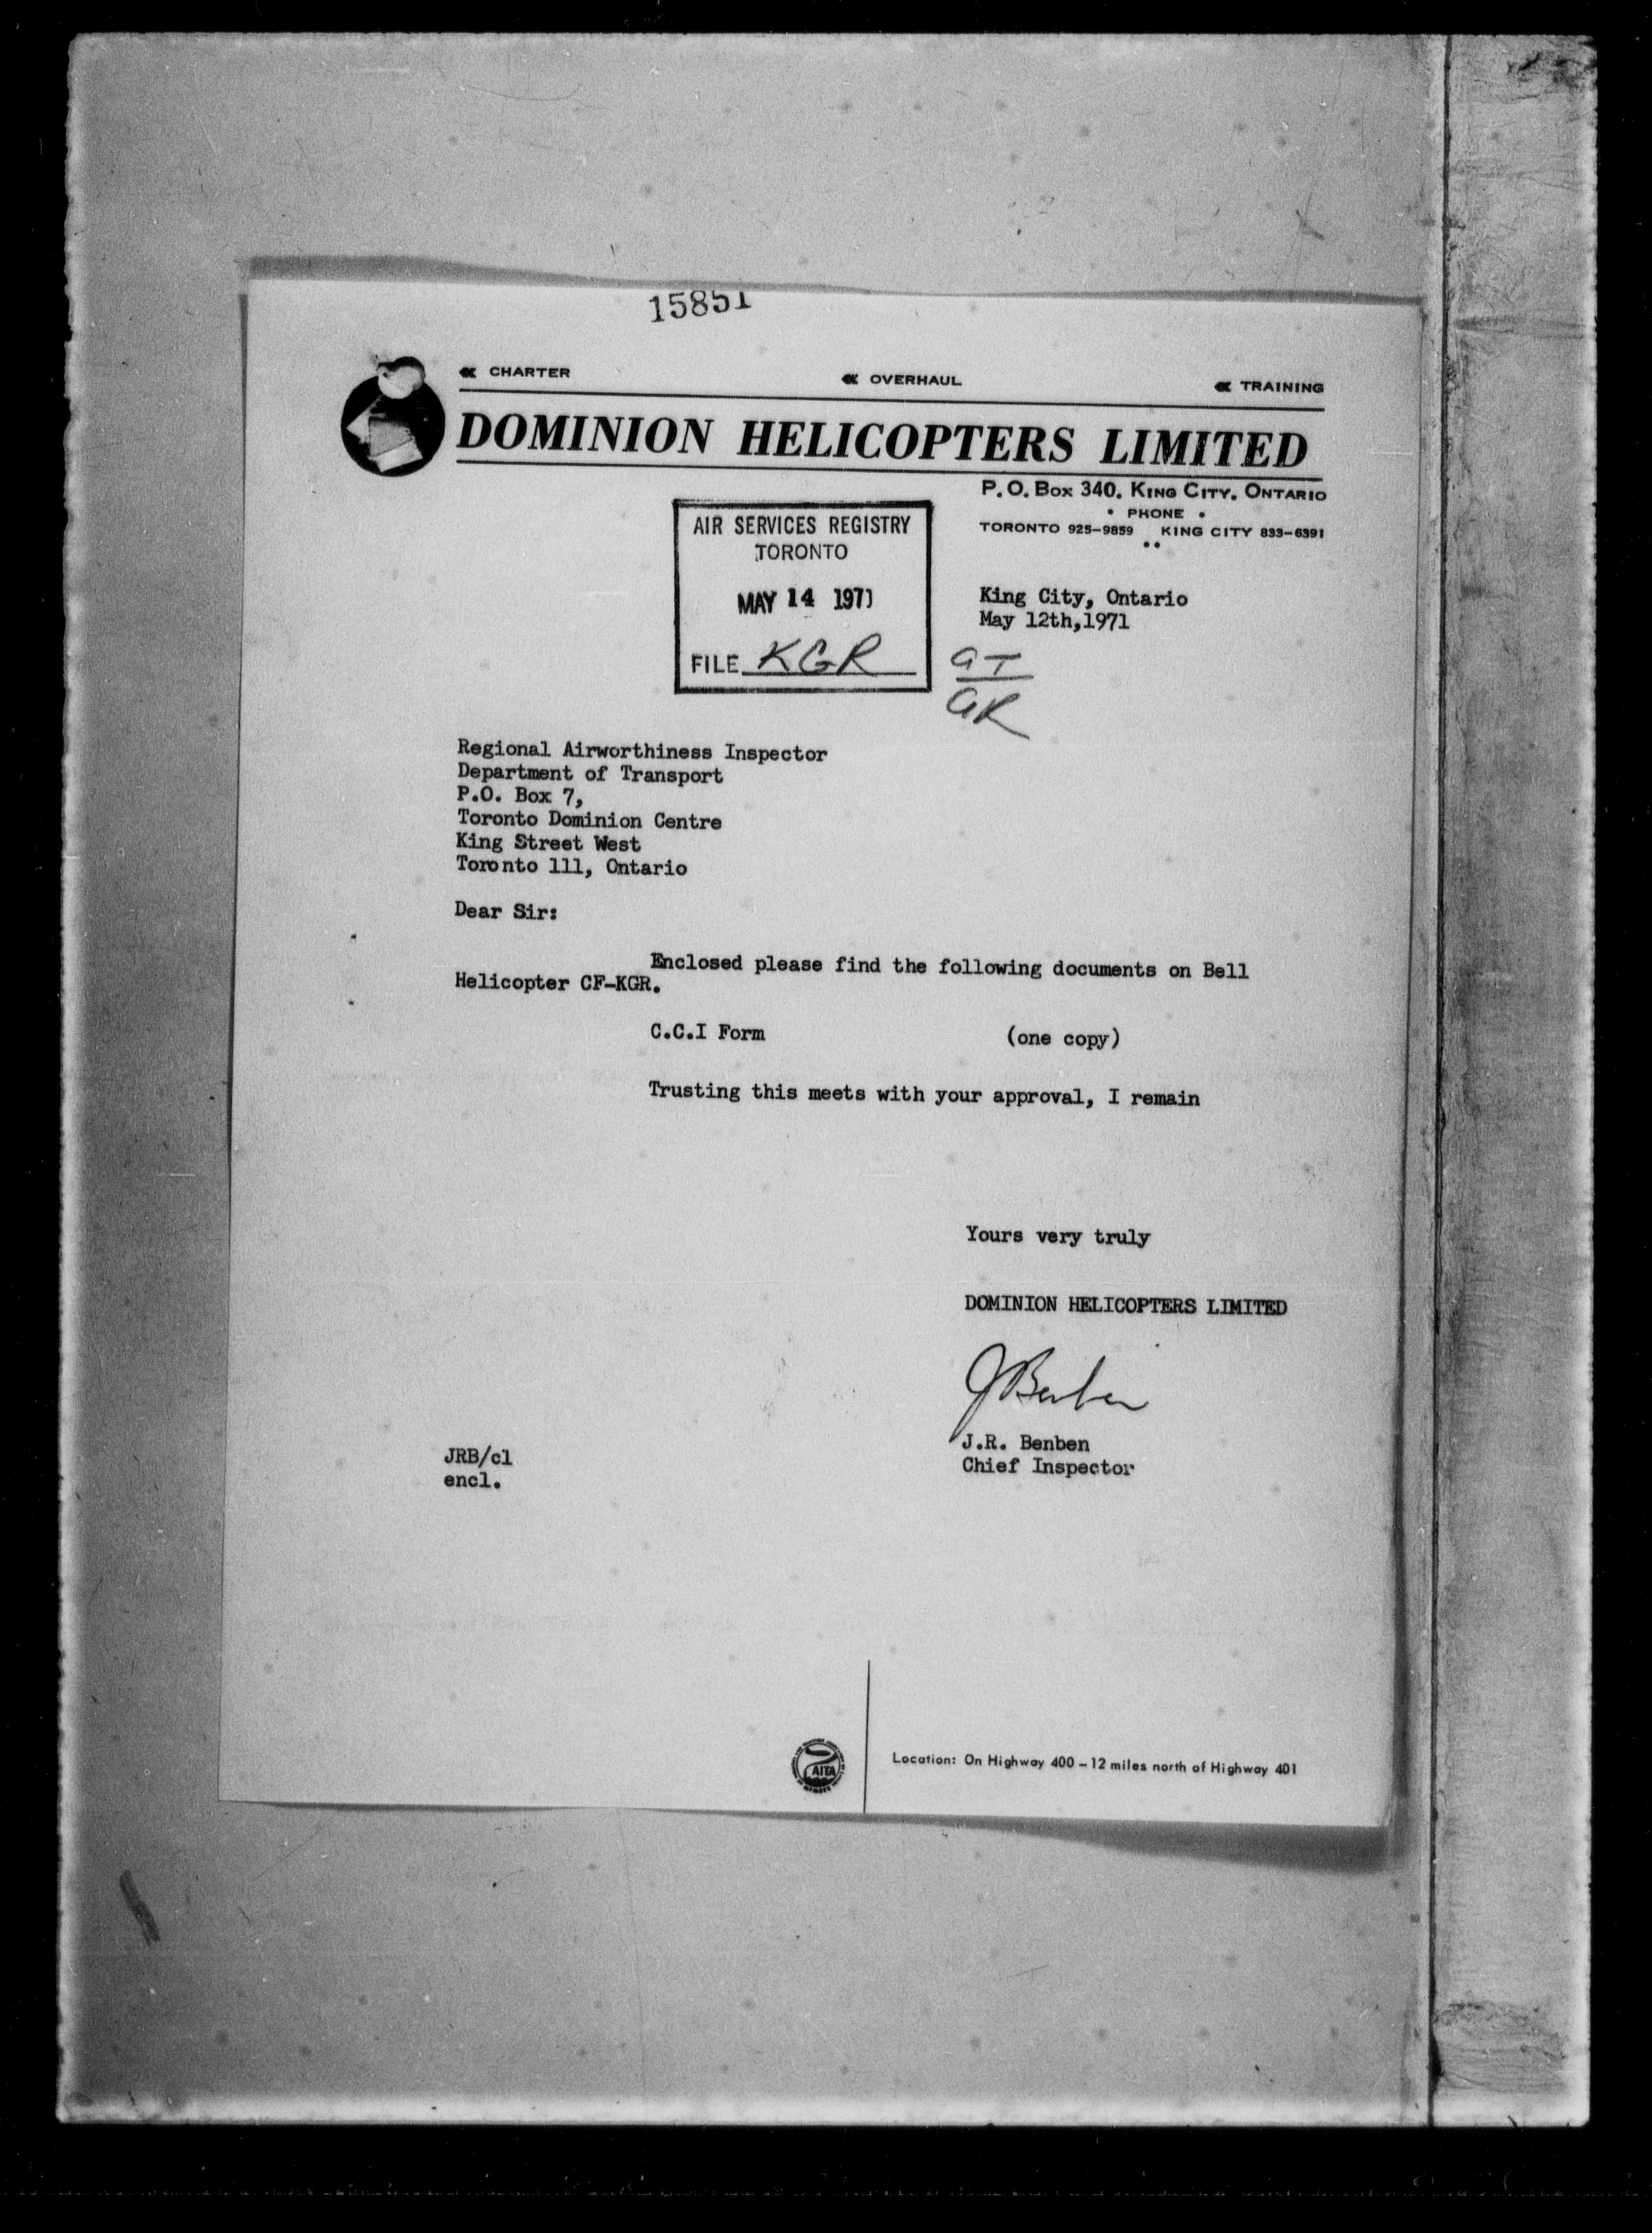 15851
CHARTER OVERHAUL TRAINING
DOMINION HELICOPTERS LIMITED
P.O. Box 340, King City, Ontario
• PHONE •
TORONTO 925-9859 KING CITY 833-6391
AIR SERVICES REGISTRY
TORONTO
MAY 14 1971
FILE KGR
King City, Ontario
May 12th,1971
Regional Airworthiness Inspector
Department of Transport
P.O. Box 7,
Toronto Dominion Centre
King Street West
Toronto 111, Ontario
Dear Sir:
Enclosed please find the following documents on Bell
Helicopter CF-KGR.
C.C.I Form (one copy)
Trusting this meets with your approval, I remain
Yours very truly
DOMINION HELICOPTERS LIMITED
J Benben
J.R. Benben
Chief Inspector
JRB/cl
encl.
AITA
Location: On Highway 400 - 12 miles north of Highway 401